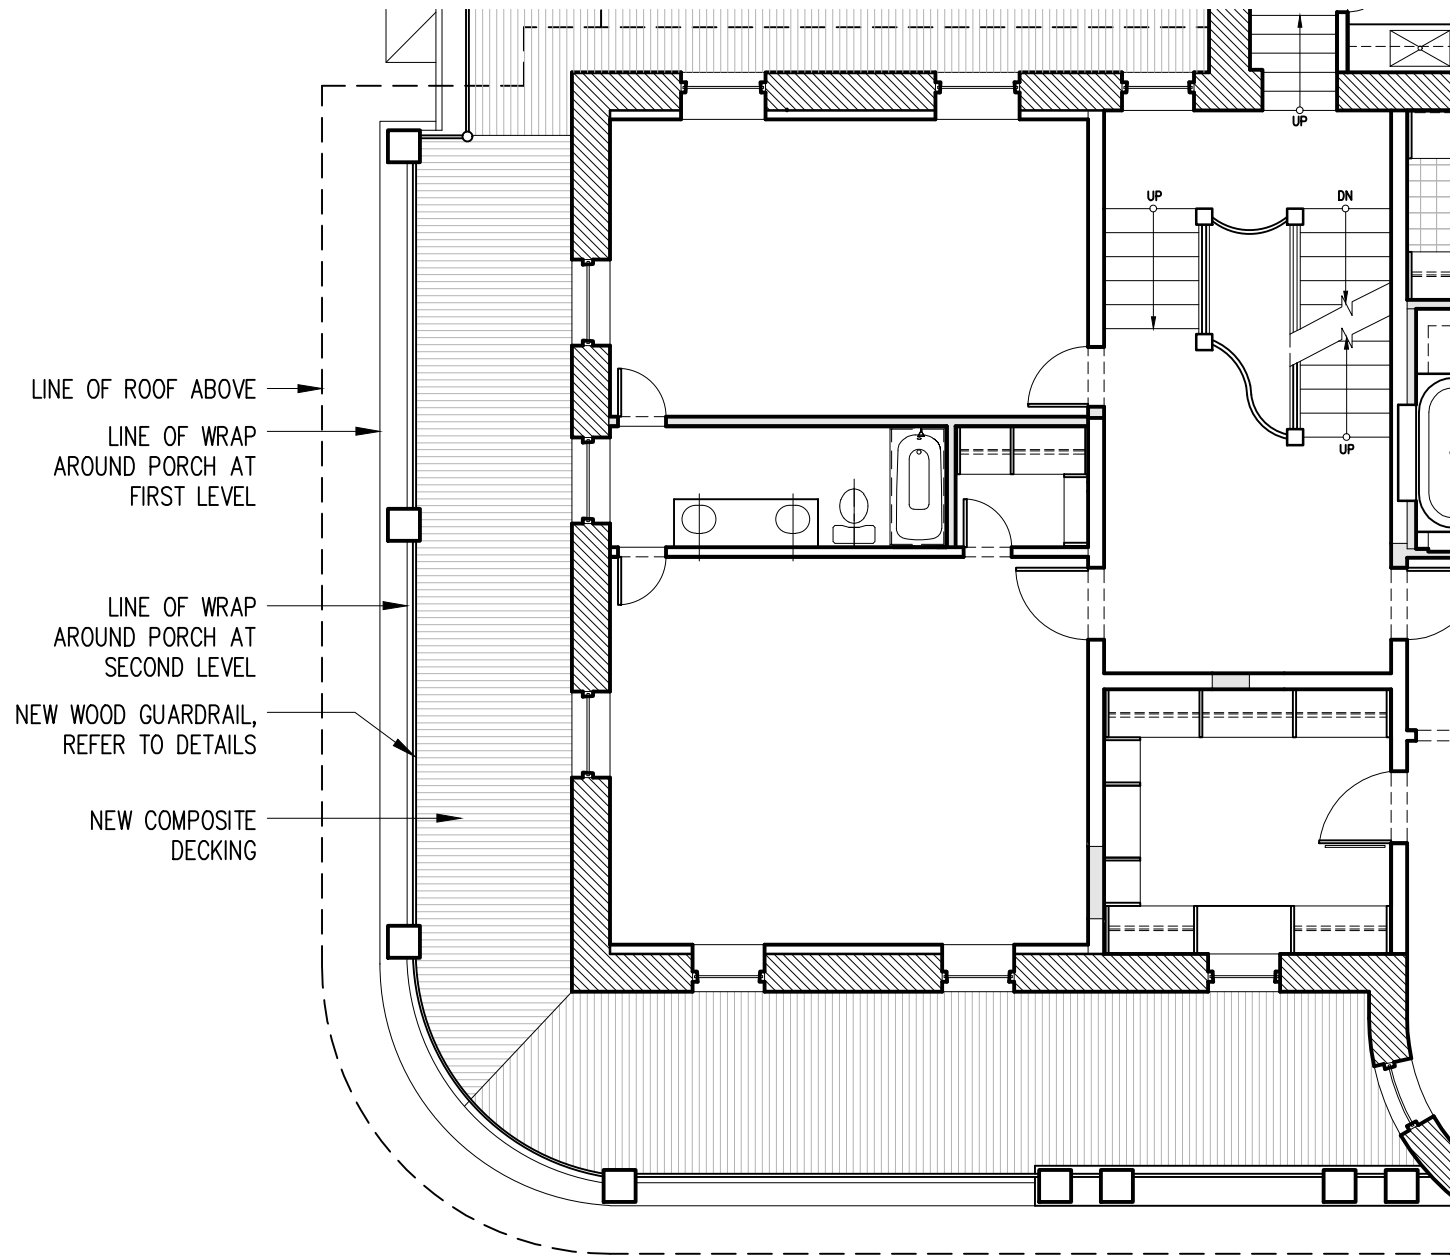 UP
UP
DN
LINE OF ROOF ABOVE
LINE OF WRAP
AROUND PORCH AT
FIRST LEVEL
UP
LINE OF WRAP
AROUND PORCH AT
SECOND LEVEL
NEW WOOD GUARDRAIL,
REFER TO DETAILS
NEW COMPOSITE
DECKING